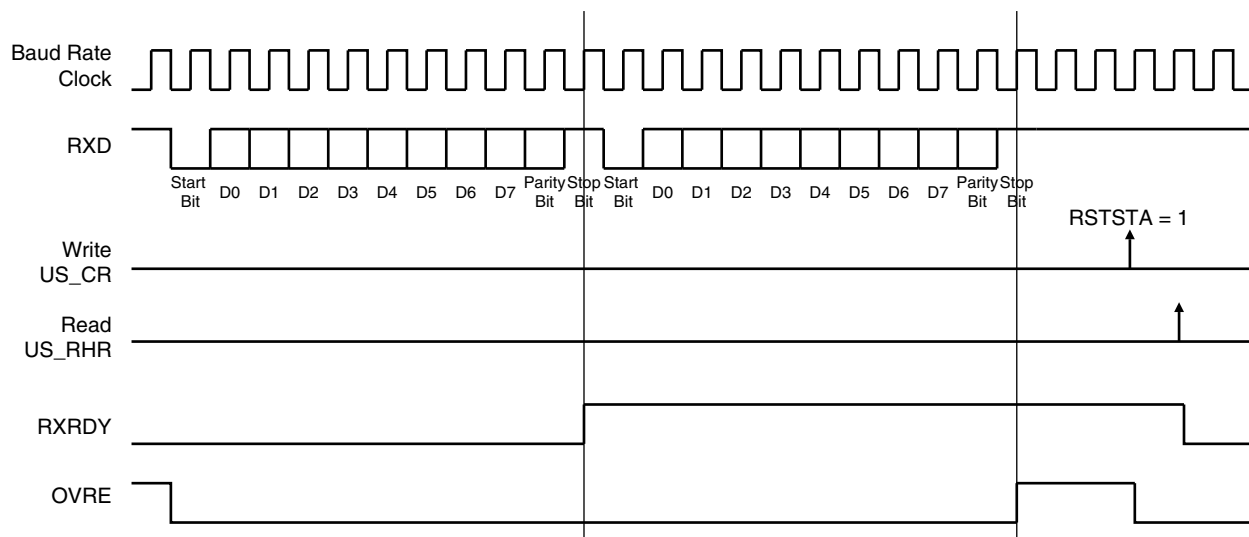 Baud Rate
Clock
RXD
Start
Bit
D0 D1 D2 D3 D4 D5 D6 D7
Parity
Bit
Stop
Bit
Start
Bit
D0 D1 D2 D3 D4 D5 D6 D7
Parity
Bit
Stop
Bit
RSTSTA = 1
Write
US_CR
Read
US_RHR
RXRDY
OVRE